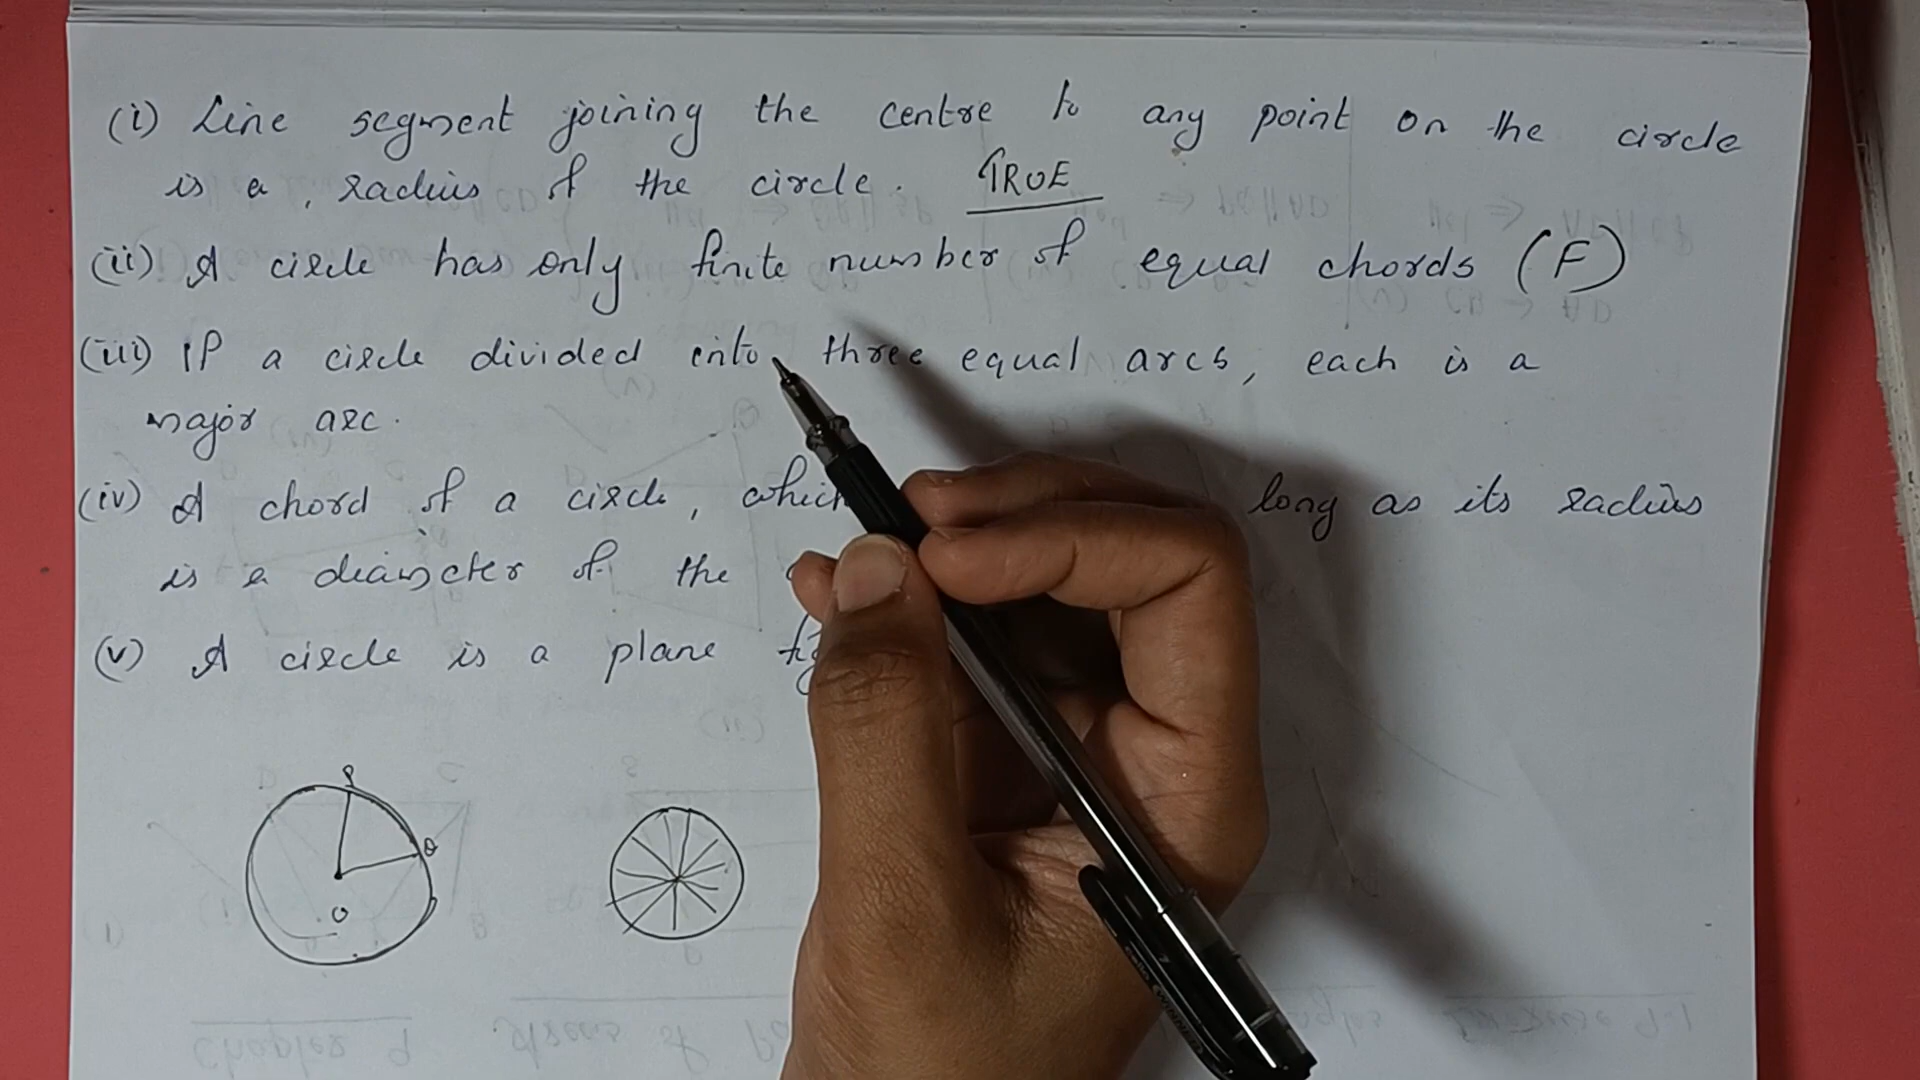 (i) Line segment joining the centre to any point on the circle
is a, radius of the circle. TRUE
(ii) A circle has only finite number of equal chords (F)
(iii) If a circle divided into three equal arcs, each is a
major arc.
(iv) A chord of a circle, which long as its radius
is a diameter of the
(v) A circle is a plane
P
Q
O